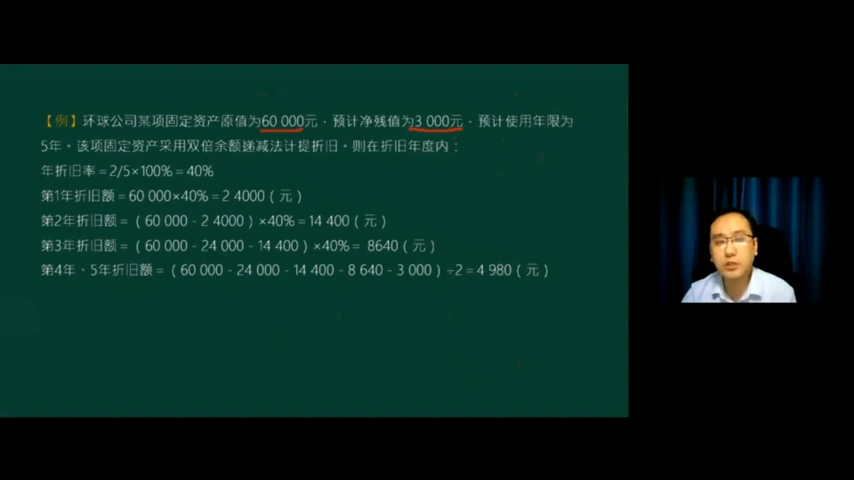 【例】环球公司某项固定资产原值为60 000元，预计净残值为3 000元，预计使用年限为
5年。该项固定资产采用双倍余额递减法计提折旧。则在折旧年度内：
年折旧率＝2/5×100%＝40%
第1年折旧额＝60 000×40%＝2 4000（元）
第2年折旧额＝（60 000－2 4000）×40%＝14 400（元）
第3年折旧额＝（60 000－24 000－14 400）×40%＝ 8640（元）
第4年、5年折旧额＝（60 000－24 000－14 400－8 640－3 000）÷2＝4 980（元）